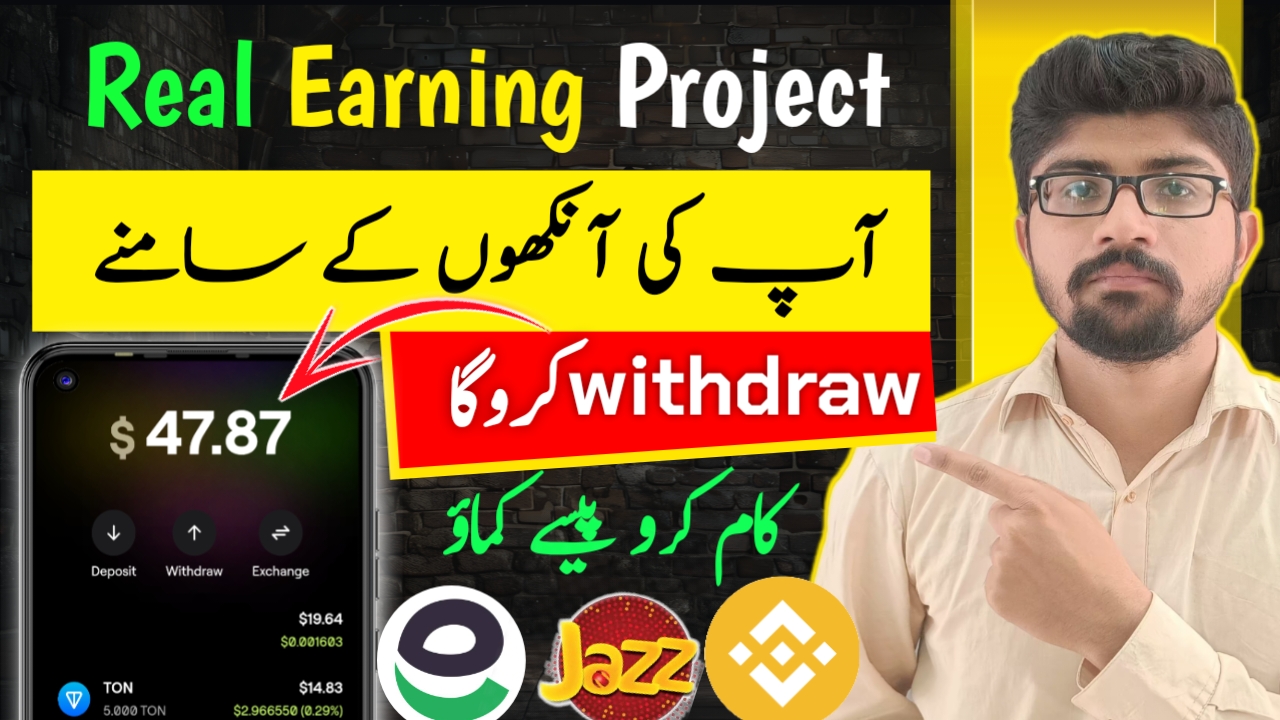 Real Earning Project
آپ کی آنکھوں کے سامنے
withdraw کروگا
کام کرو پیسے کماؤ
$ 47.87
Deposit Withdraw Exchange
$19.64
$0.001603
TON $14.83
5.000 TON $2.966550 (0.29%)
Jazz